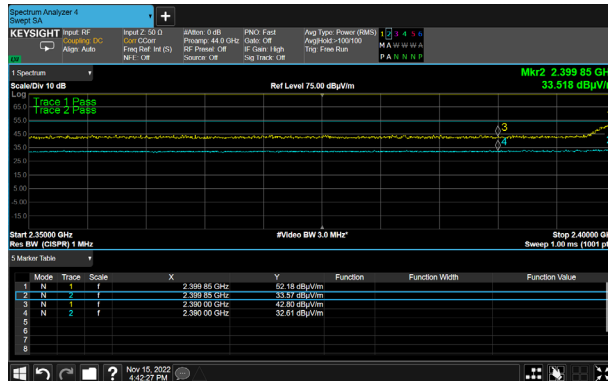 Spectrum Analyzer 4
Swept SA
+
KEYSIGHT Input: RF Input Z: 50 Ω #Atten: 0 dB PNO: Fast Avg Type: Power (RMS) 1 2 3 4 5 6
Coupling: DC Corr CCorr Preamp: 44.0 GHz Gate: Off Avg|Hold:>100/100 M A W W W A
Align: Auto Freq Ref: Int (S) RF Presel: Off IF Gain: High Trig: Free Run P A N N N P
NFE: Off Source: Off Sig Track: Off
1 Spectrum Mkr2 2.399 85 GH
Scale/Div 10 dB Ref Level 75.00 dBµV/m 33.518 dBµV/
Log
65.0 Trace 1 Pass
Trace 2 Pass
55.0
45.0 3
35.0 4
25.0
15.0
5.00
-5.00
-15.0
Start 2.35000 GHz #Video BW 3.0 MHz* Stop 2.40000 G
Res BW (CISPR) 1 MHz Sweep 1.00 ms (1001 pt
5 Marker Table
Mode Trace Scale X Y Function Function Width Function Value
1 N 1 f 2.399 85 GHz 52.18 dBµV/m
2 N 2 f 2.399 85 GHz 33.57 dBµV/m
3 N 1 f 2.390 00 GHz 42.80 dBµV/m
4 N 2 f 2.390 00 GHz 32.61 dBµV/m
5
6
7
8
? Nov 15, 2022
4:42:27 PM